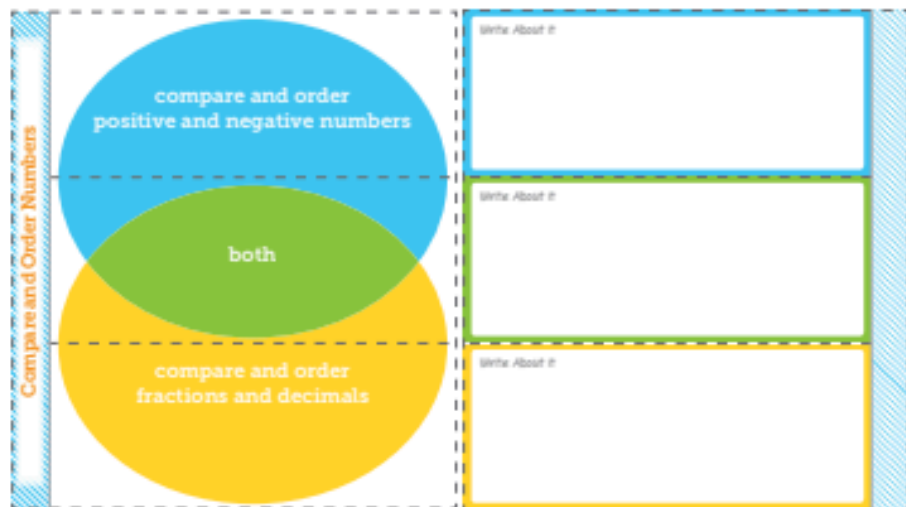 Compare and Order Numbers
compare and order
positive and negative numbers
both
compare and order
fractions and decimals
Write About It
Write About It
Write About It